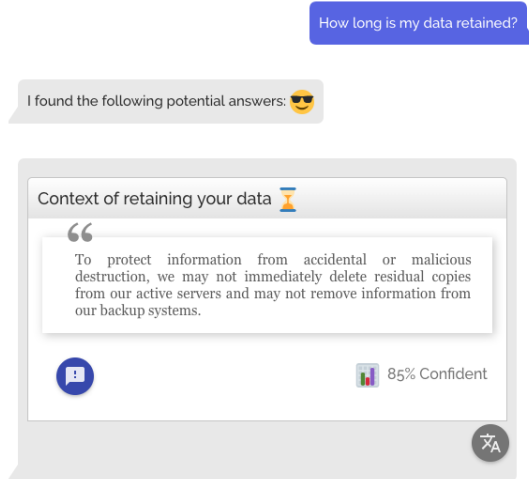 How long is my data retained?
I found the following potential answers: 😎
Context of retaining your data ⏳
“
To protect information from accidental or malicious
destruction, we may not immediately delete residual copies
from our active servers and may not remove information from
our backup systems.
📊 85% Confident